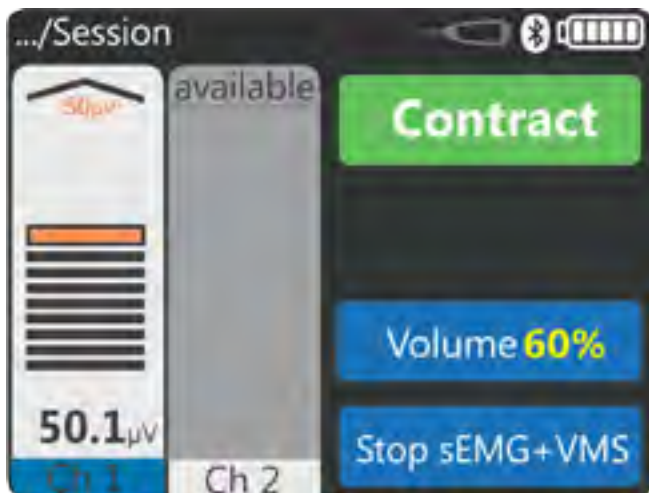 .../Session
50µV
available
Contract
Volume 60%
50.1µV
Stop sEMG+VMS
Ch 1
Ch 2